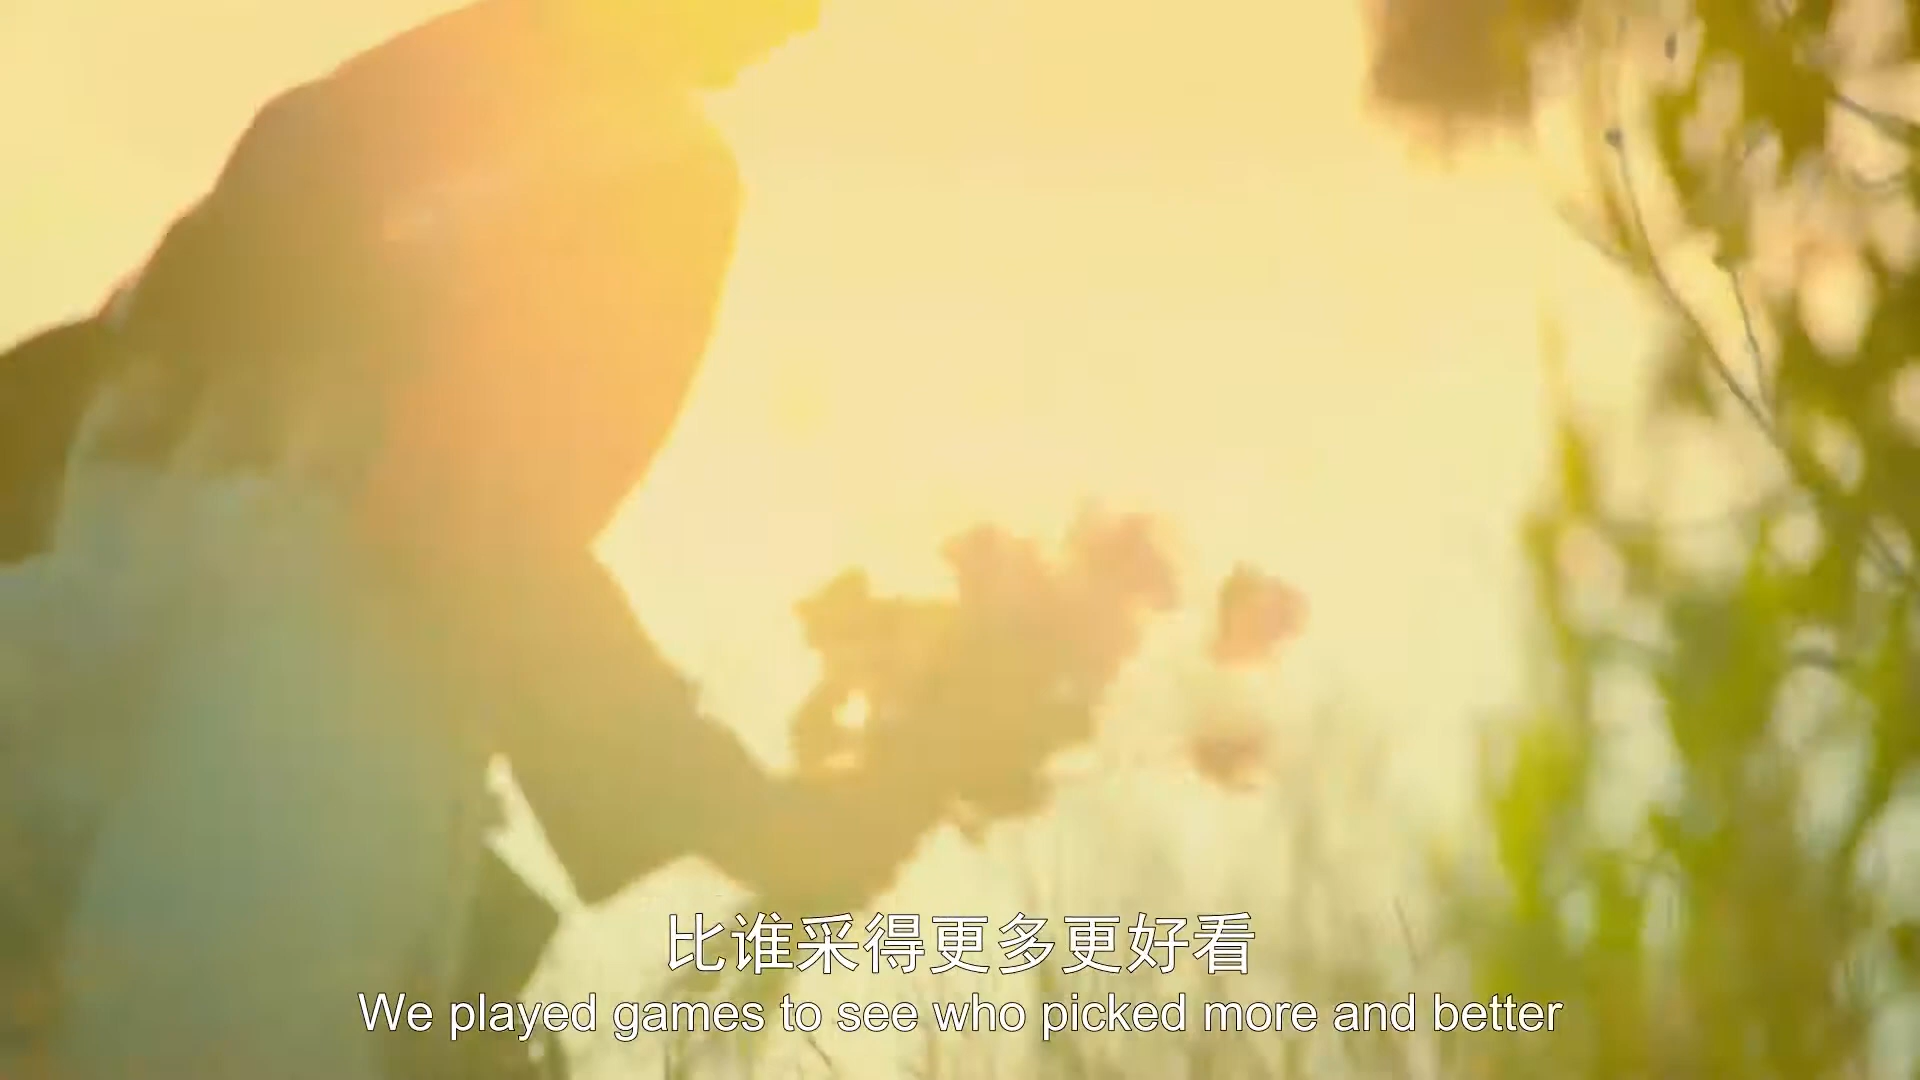 比谁采得更多更好看
We played games to see who picked more and better